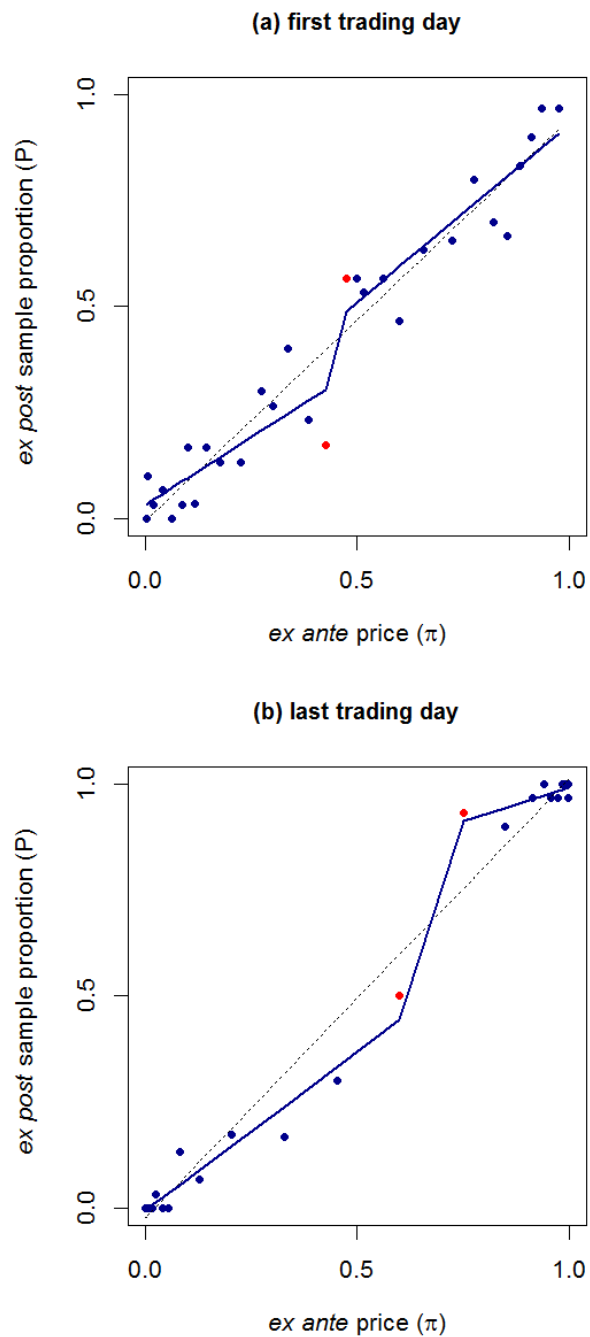 (a) first trading day
1.0
0.5
0.0
ex post sample proportion (P)
0.0 0.5 1.0
ex ante price (π)
(b) last trading day
1.0
0.5
0.0
ex post sample proportion (P)
0.0 0.5 1.0
ex ante price (π)